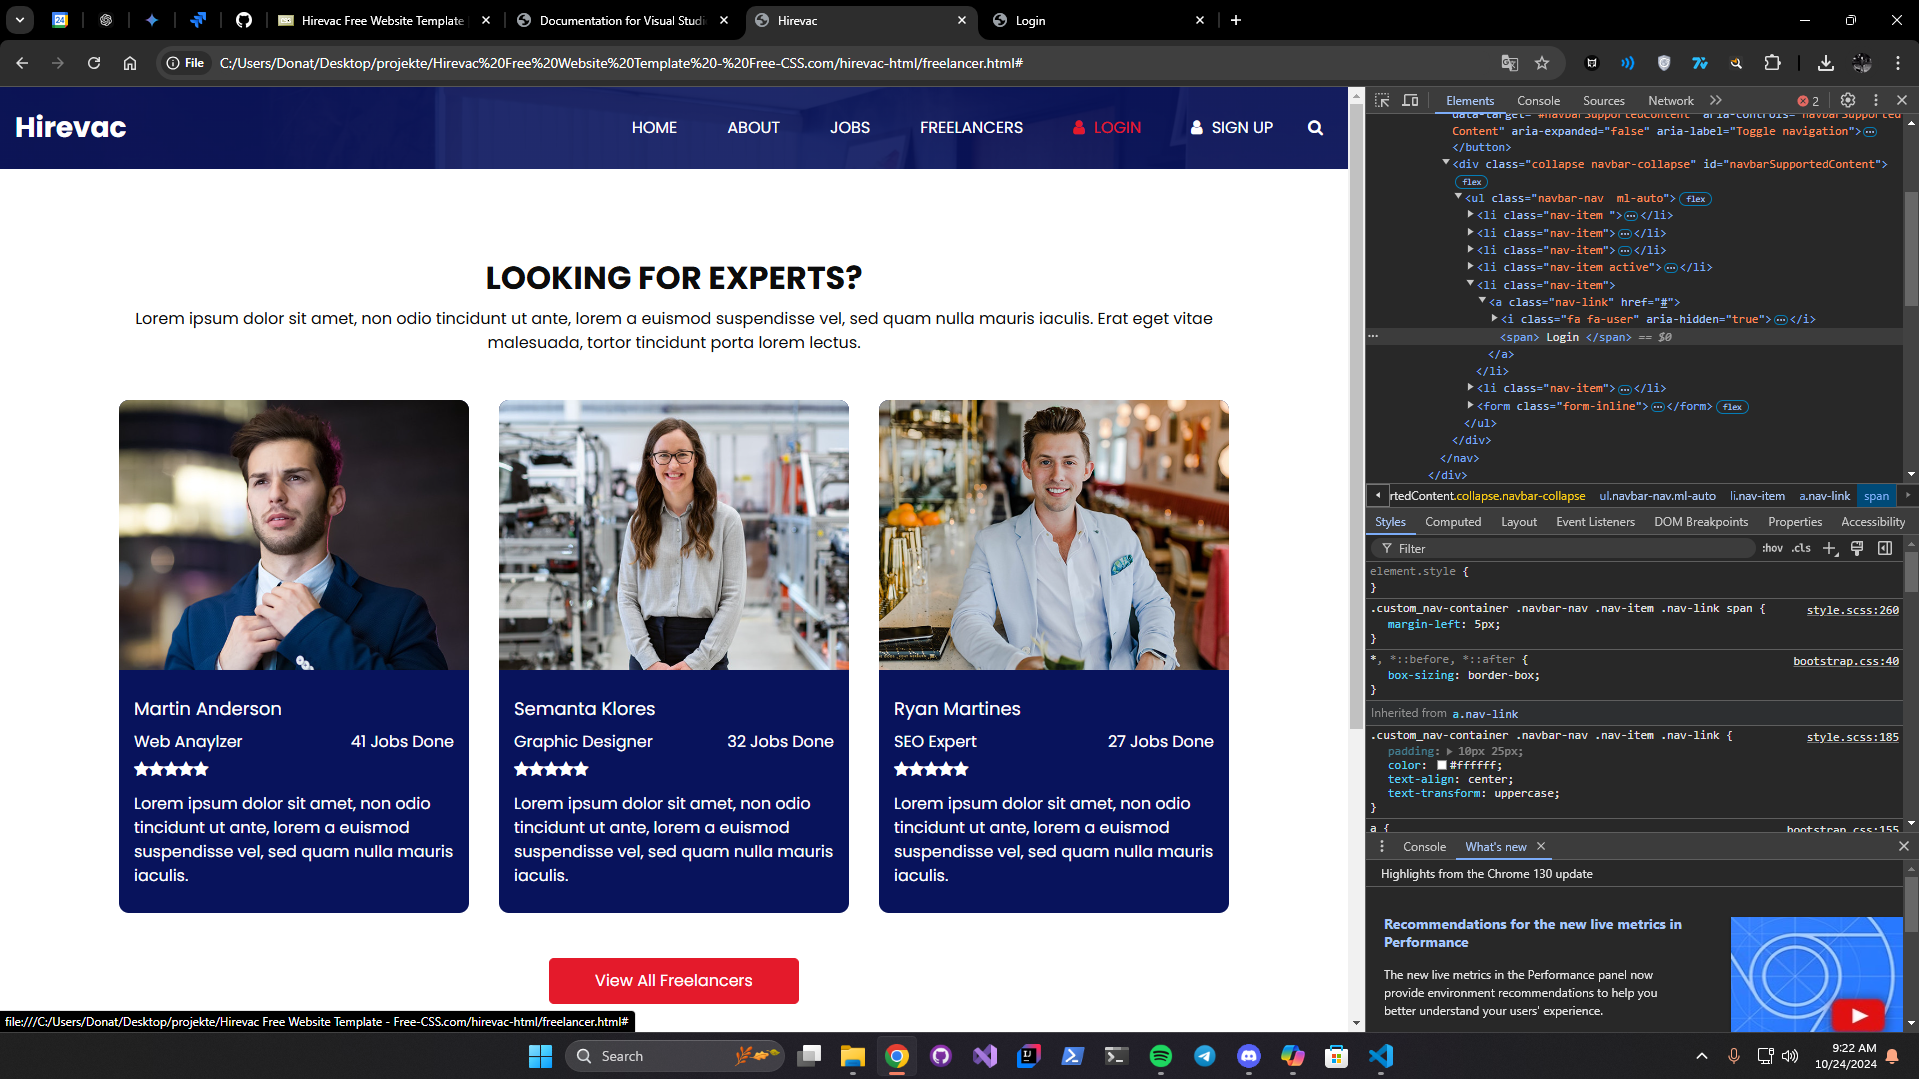 Hirevac Free Website Template
Documentation for Visual Studi
Hirevac
Login
File
C:/Users/Donat/Desktop/projekte/Hirevac%20Free%20Website%20Template%20-%20Free-CSS.com/hirevac-html/freelancer.html#
Hirevac
HOME
ABOUT
JOBS
FREELANCERS
LOGIN
SIGN UP
LOOKING FOR EXPERTS?
Lorem ipsum dolor sit amet, non odio tincidunt ut ante, lorem a euismod suspendisse vel, sed quam nulla mauris iaculis. Erat eget vitae
malesuada, tortor tincidunt porta lorem lectus.
Martin Anderson
Web Anaylzer 41 Jobs Done
Lorem ipsum dolor sit amet, non odio
tincidunt ut ante, lorem a euismod
suspendisse vel, sed quam nulla mauris
iaculis.
Semanta Klores
Graphic Designer 32 Jobs Done
Lorem ipsum dolor sit amet, non odio
tincidunt ut ante, lorem a euismod
suspendisse vel, sed quam nulla mauris
iaculis.
Ryan Martines
SEO Expert 27 Jobs Done
Lorem ipsum dolor sit amet, non odio
tincidunt ut ante, lorem a euismod
suspendisse vel, sed quam nulla mauris
iaculis.
View All Freelancers
file:///C:/Users/Donat/Desktop/projekte/Hirevac Free Website Template - Free-CSS.com/hirevac-html/freelancer.html#
Elements Console Sources Network 2
data-target="#navbarSupportedContent" aria-controls="navbarSupported
Content" aria-expanded="false" aria-label="Toggle navigation">
</button>
<div class="collapse navbar-collapse" id="navbarSupportedContent">
flex
<ul class="navbar-nav  ml-auto"> flex
<li class="nav-item ">…</li>
<li class="nav-item">…</li>
<li class="nav-item">…</li>
<li class="nav-item active">…</li>
<li class="nav-item">
<a class="nav-link" href="#">
<i class="fa fa-user" aria-hidden="true">…</i>
<span> Login </span> == $0
</a>
</li>
<li class="nav-item">…</li>
<form class="form-inline">…</form> flex
</ul>
</div>
</nav>
</div>
rtedContent.collapse.navbar-collapse ul.navbar-nav.ml-auto li.nav-item a.nav-link span
Styles Computed Layout Event Listeners DOM Breakpoints Properties Accessibility
Filter :hov .cls
element.style {
}
.custom_nav-container .navbar-nav .nav-item .nav-link span { style.scss:260
margin-left: 5px;
}
*, *::before, *::after { bootstrap.css:40
box-sizing: border-box;
}
Inherited from a.nav-link
.custom_nav-container .navbar-nav .nav-item .nav-link { style.scss:185
padding: 10px 25px;
color: #ffffff;
text-align: center;
text-transform: uppercase;
}
a { bootstrap.css:155
Console What's new
Highlights from the Chrome 130 update
Recommendations for the new live metrics in
Performance
The new live metrics in the Performance panel now
provide environment recommendations to help you
better understand your users' experience.
Search
9:22 AM
10/24/2024